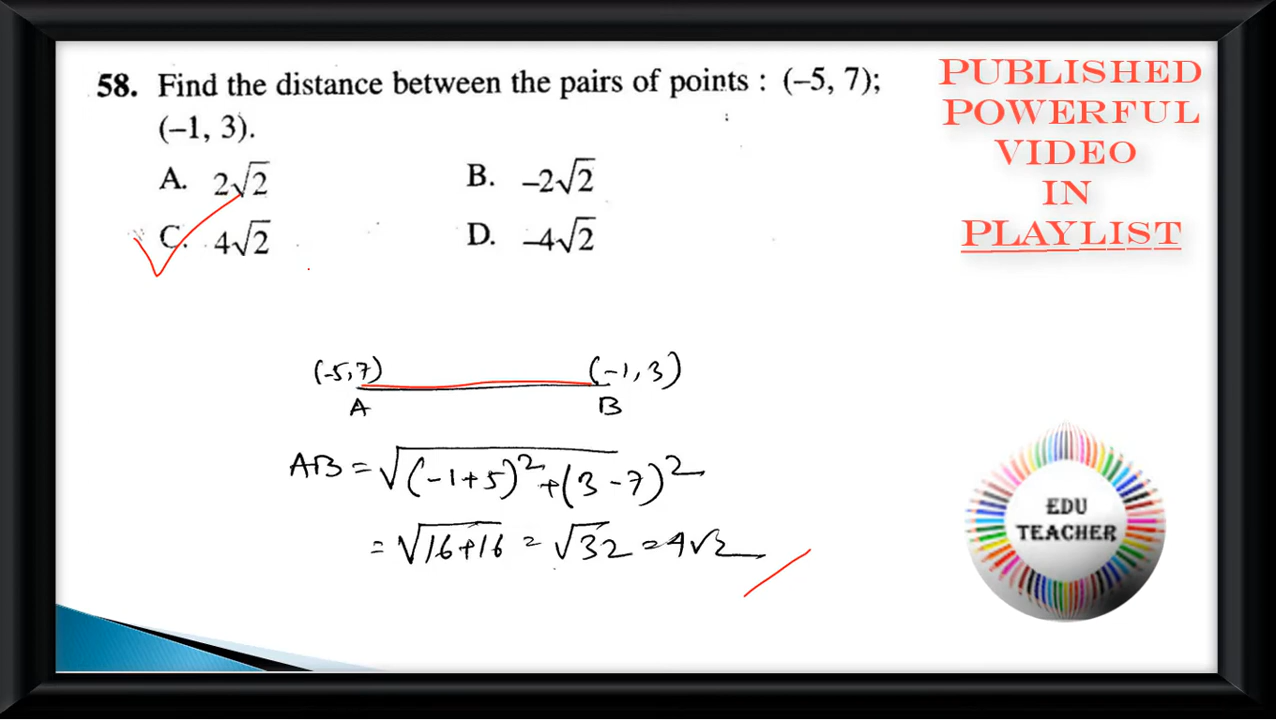 58. Find the distance between the pairs of points : (–5, 7);
(–1, 3).
A. 2√2
B. –2√2
C. 4√2
D. –4√2
PUBLISHED
POWERFUL
VIDEO
IN
PLAYLIST
(-5,7) (-1,3)
A B
AB = √(-1+5)²+(3-7)²
= √16+16 = √32 = 4√2
EDU
TEACHER